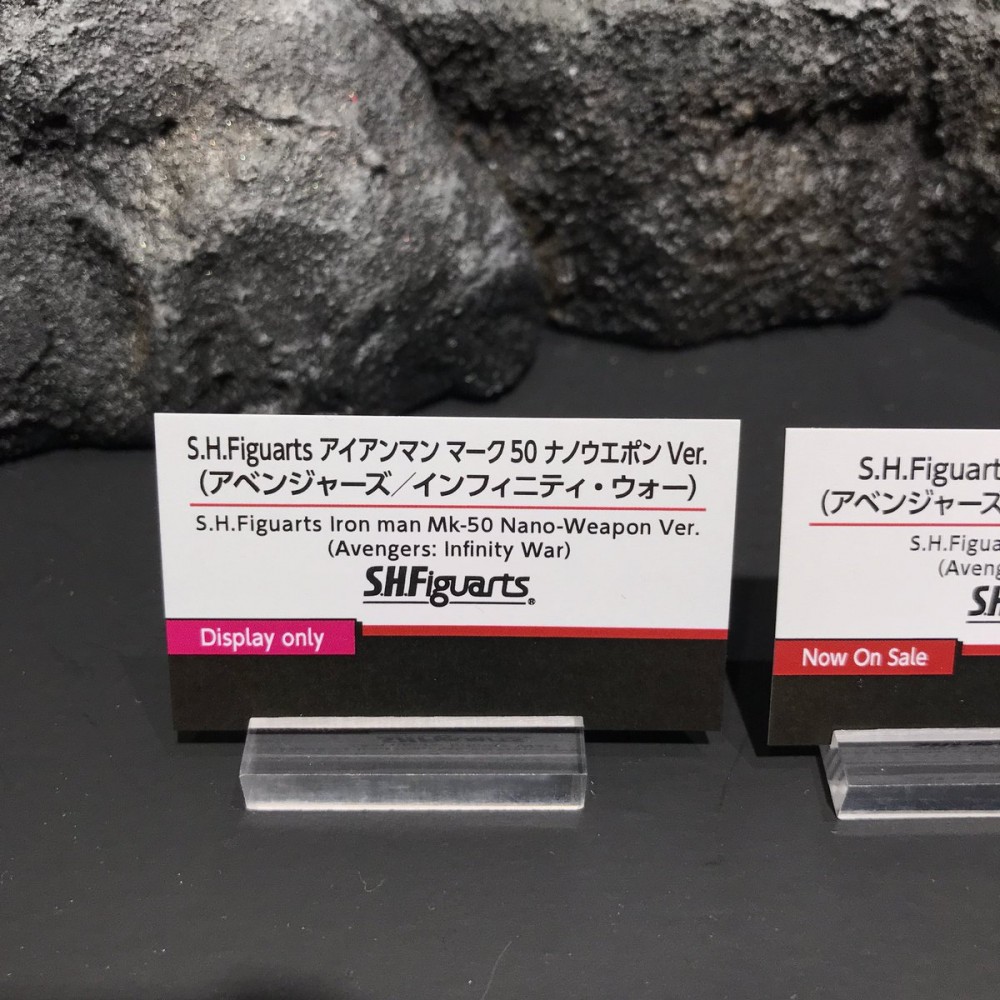 S.H.Figuarts アイアンマン マーク50 ナノウエポン Ver.
（アベンジャーズ／インフィニティ・ウォー）
S.H.Figuarts Iron man Mk-50 Nano-Weapon Ver.
(Avengers: Infinity War)
S.H.Figuarts®
Display only
S.H.Figuart
（アベンジャーズ
S.H.Figua
(Aveng
Now On Sale